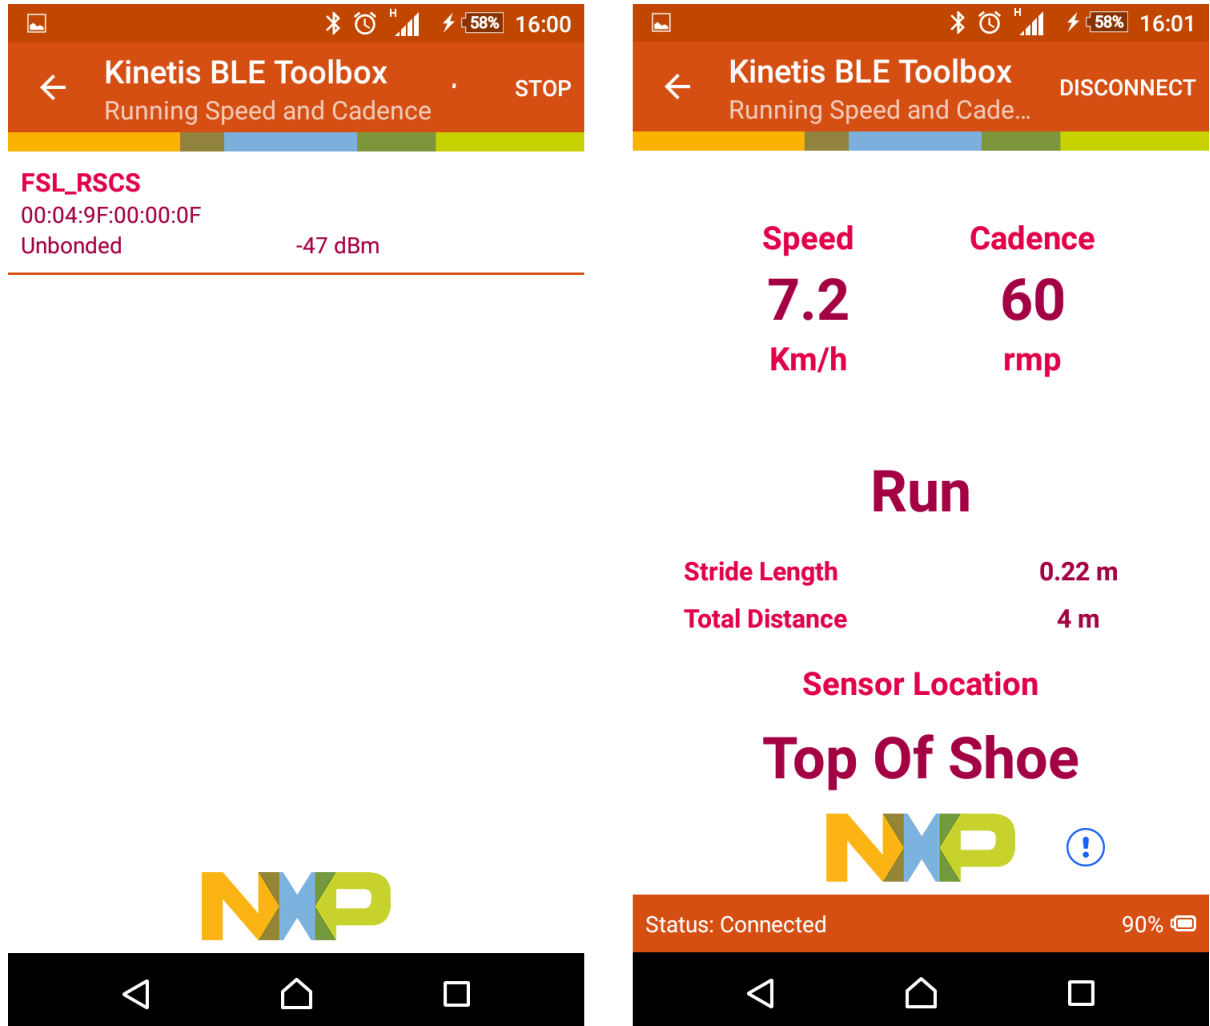 H
58%
16:00
Kinetis BLE Toolbox
STOP
Running Speed and Cadence
FSL_RSCS
00:04:9F:00:00:0F
Unbonded
-47 dBm
NXP
H
58%
16:01
Kinetis BLE Toolbox
DISCONNECT
Running Speed and Cade...
Speed
Cadence
7.2
60
Km/h
rmp
Run
Stride Length
0.22 m
Total Distance
4 m
Sensor Location
Top Of Shoe
NXP
Status: Connected
90%